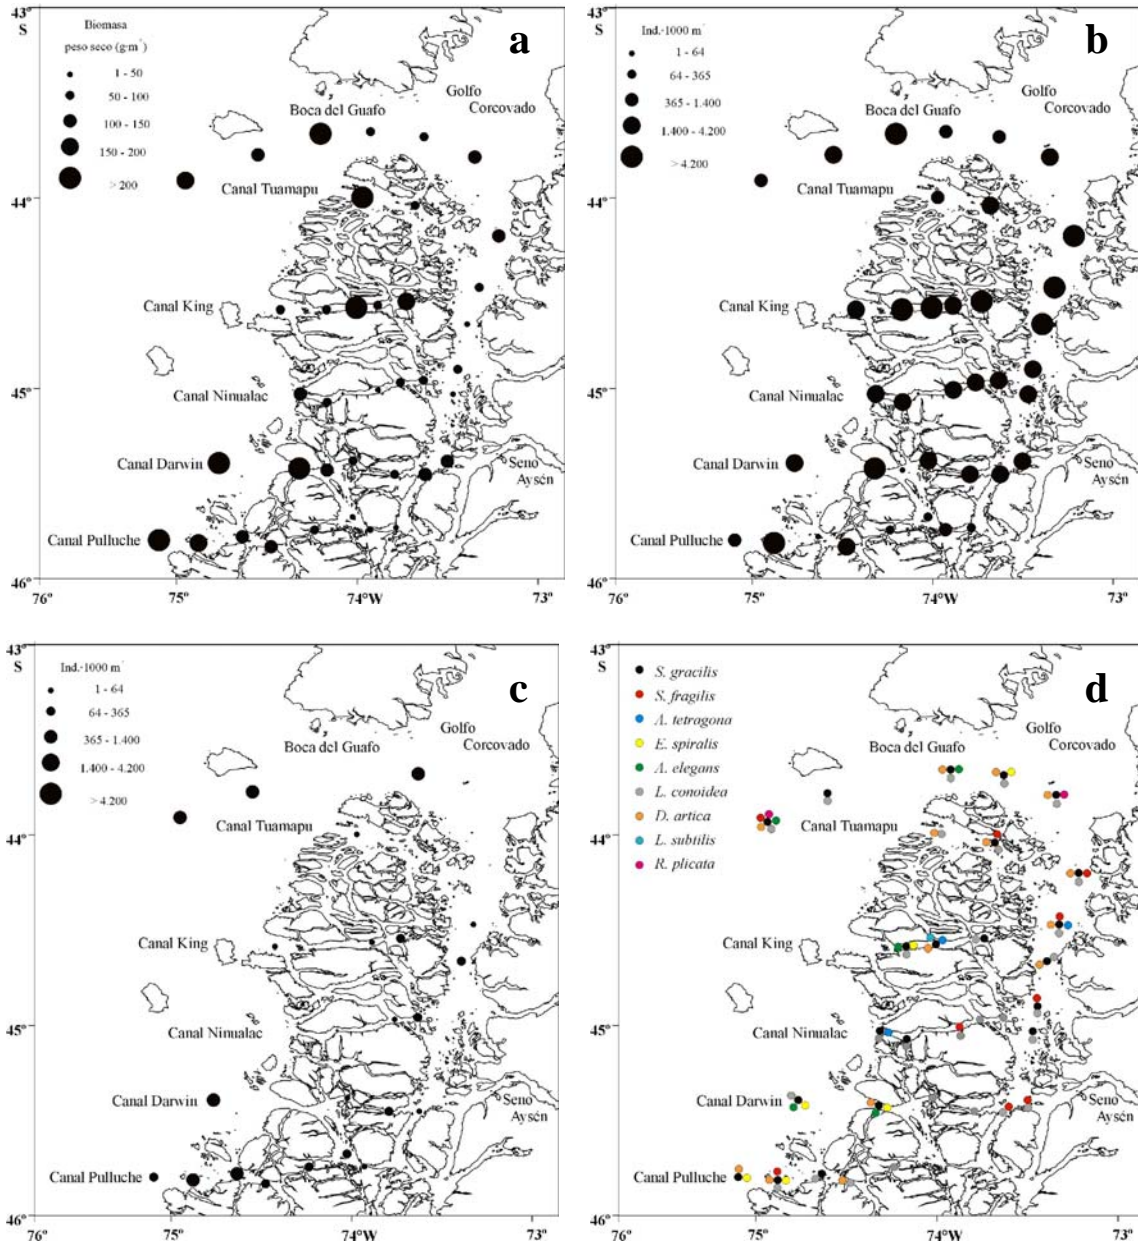 43°
S
Biomasa
peso seco (g·m
1 - 50
50 - 100
100 - 150
150 - 200
> 200
a
Golfo
Corcovado
Boca del Guafo
Canal Tuamapu
44°
Canal King
Canal Ninualac
45°
Canal Darwin
Seno
Aysén
Canal Pulluche
46°
76°
75°
74°W
73°
43°
S
Ind.·1000 m
1 - 64
64 - 365
365 - 1.400
1.400 - 4.200
> 4.200
b
Golfo
Corcovado
Boca del Guafo
Canal Tuamapu
44°
Canal King
Canal Ninualac
45°
Canal Darwin
Seno
Aysén
Canal Pulluche
46°
76°
75°
74°W
73°
43°
S
Ind.·1000 m
1 - 64
64 - 365
365 - 1.400
1.400 - 4.200
> 4.200
c
Golfo
Corcovado
Boca del Guafo
Canal Tuamapu
44°
Canal King
Canal Ninualac
45°
Canal Darwin
Seno
Aysén
Canal Pulluche
46°
76°
75°
74°W
73°
43°
S
S. gracilis
S. fragilis
A. tetragona
E. spiralis
A. elegans
L. conoidea
D. artica
L. subtilis
R. plicata
d
Golfo
Corcovado
Boca del Guafo
Canal Tuamapu
44°
Canal King
Canal Ninualac
45°
Canal Darwin
Seno
Aysén
Canal Pulluche
46°
76°
75°
74°W
73°